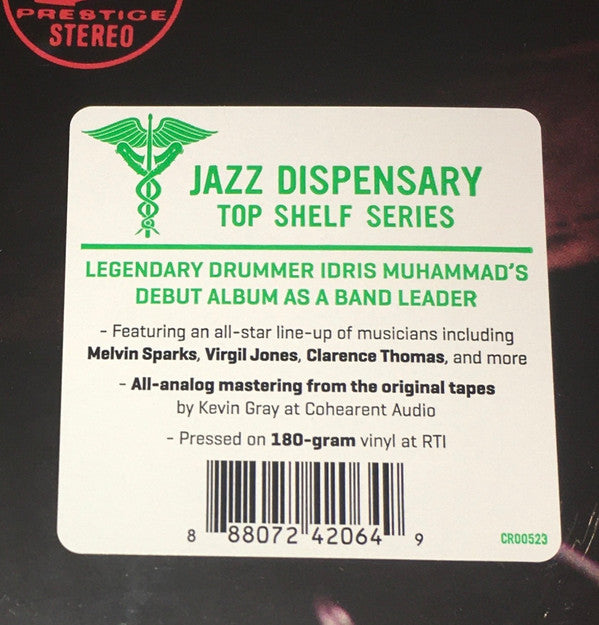 PRESTIGE
STEREO
JAZZ DISPENSARY
TOP SHELF SERIES
LEGENDARY DRUMMER IDRIS MUHAMMAD'S
DEBUT ALBUM AS A BAND LEADER
- Featuring an all-star line-up of musicians including
Melvin Sparks, Virgil Jones, Clarence Thomas, and more
- All-analog mastering from the original tapes
by Kevin Gray at Cohearent Audio
- Pressed on 180-gram vinyl at RTI
8 88072 42064 9
CR00523